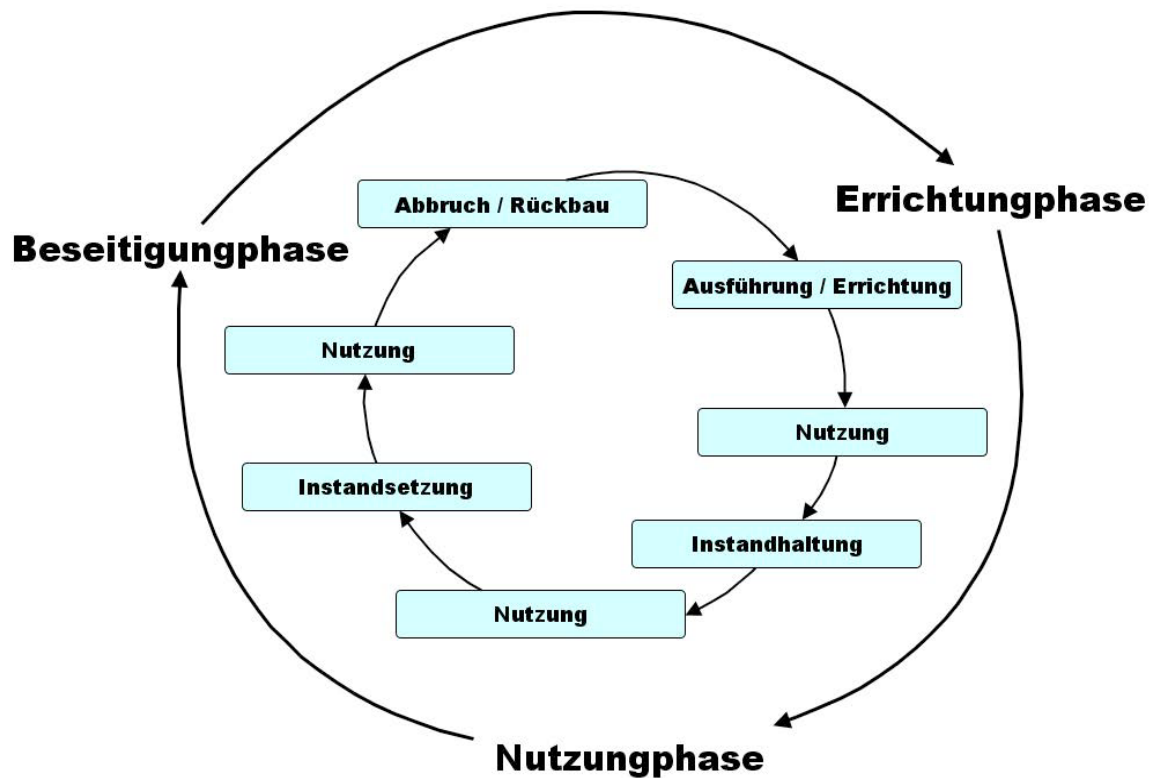 Abbruch / Rückbau
Errichtungphase
Beseitigungphase
Ausführung / Errichtung
Nutzung
Nutzung
Instandsetzung
Instandhaltung
Nutzung
Nutzungphase